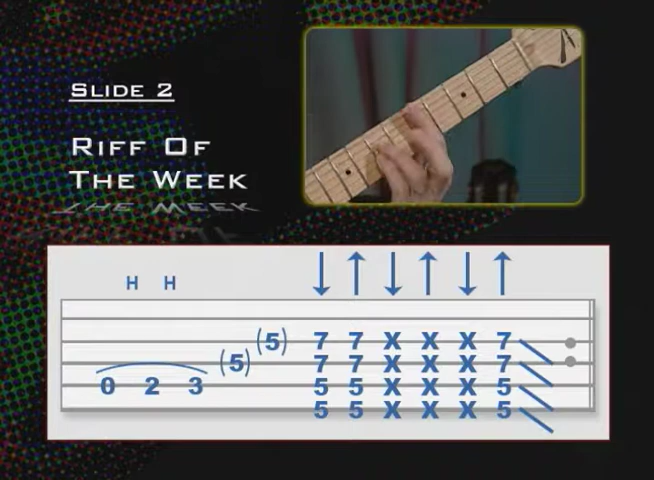 SLIDE 2
RIFF OF
THE WEEK
H H
(5) 7 7 X X X 7
(5) 7 7 X X X 7
0 2 3 5 5 X X X 5
5 5 X X X 5